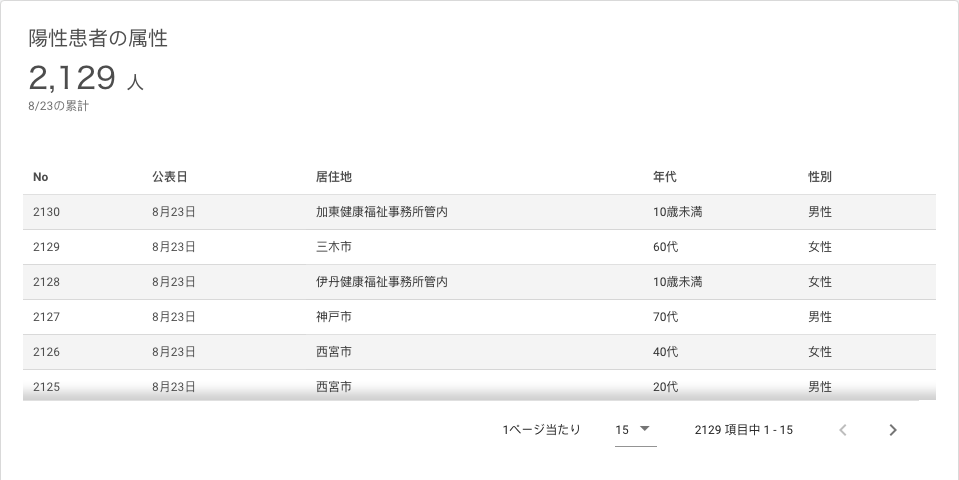 陽性患者の属性
2,129 人
8/23の累計
No 公表日 居住地 年代 性別
2130 8月23日 加東健康福祉事務所管内 10歳未満 男性
2129 8月23日 三木市 60代 女性
2128 8月23日 伊丹健康福祉事務所管内 10歳未満 女性
2127 8月23日 神戸市 70代 男性
2126 8月23日 西宮市 40代 女性
2125 8月23日 西宮市 20代 男性
1ページ当たり 15 2129 項目中 1 - 15